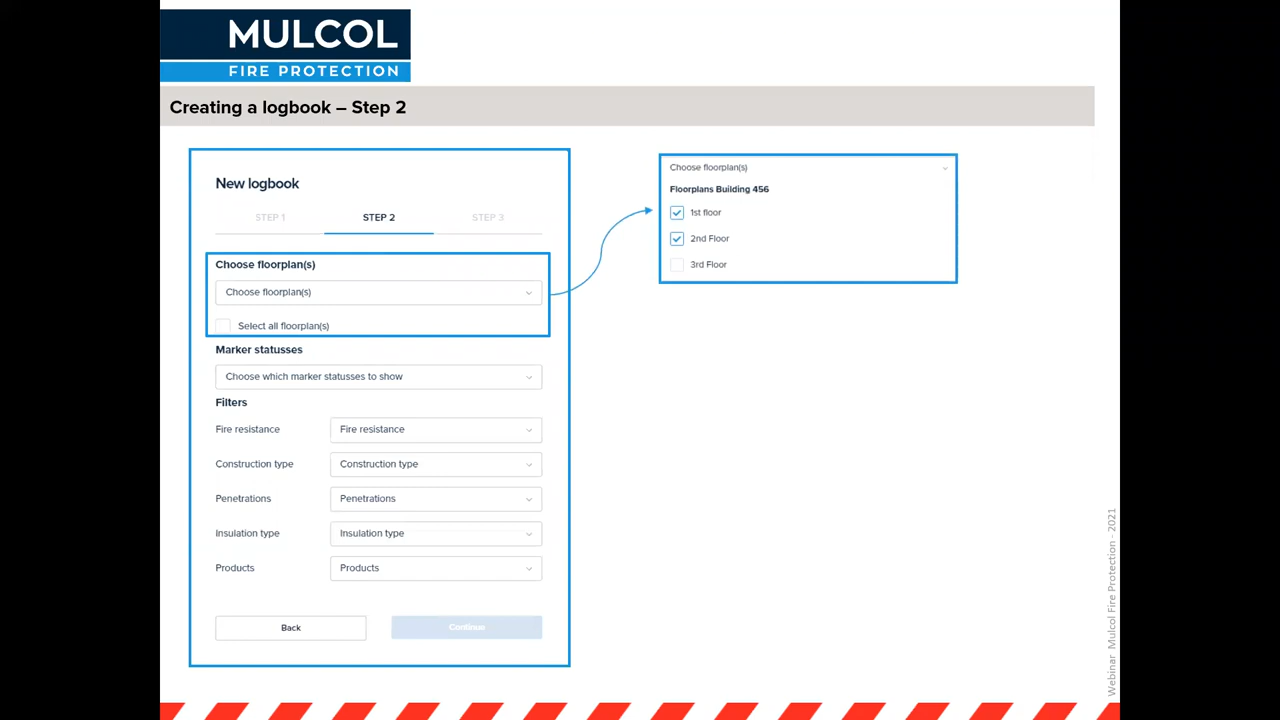 MULCOL
FIRE PROTECTION
Creating a logbook – Step 2
New logbook
STEP 1 STEP 2 STEP 3
Choose floorplan(s)
Choose floorplan(s)
Select all floorplan(s)
Marker statusses
Choose which marker statusses to show
Filters
Fire resistance Fire resistance
Construction type Construction type
Penetrations Penetrations
Insulation type Insulation type
Products Products
Back Continue
Choose floorplan(s)
Floorplans Building 456
1st floor
2nd Floor
3rd Floor
Webinar Mulcol Fire Protection - 2021